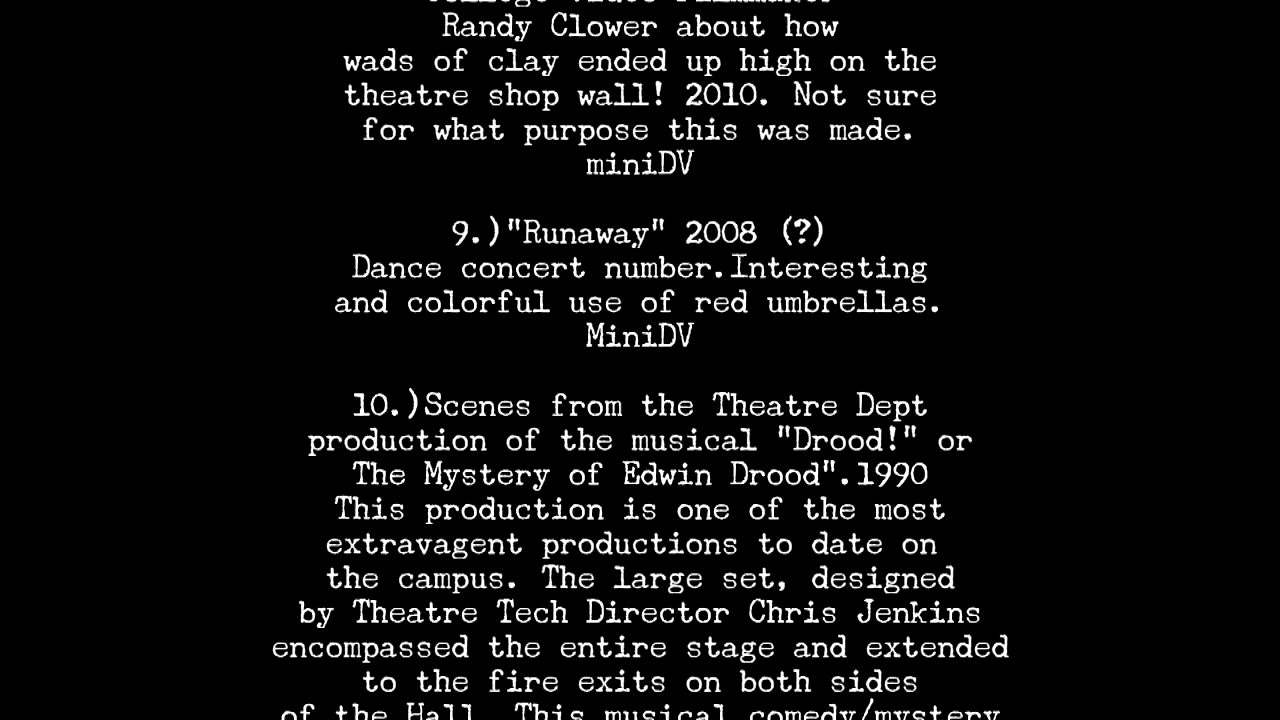 Randy Clower about how
wads of clay ended up high on the
theatre shop wall! 2010. Not sure
for what purpose this was made.
miniDV
9.)"Runaway" 2008 (?)
Dance concert number.Interesting
and colorful use of red umbrellas.
MiniDV
10.)Scenes from the Theatre Dept
production of the musical "Drood!" or
The Mystery of Edwin Drood".1990
This production is one of the most
extravagent productions to date on
the campus. The large set, designed
by Theatre Tech Director Chris Jenkins
encompassed the entire stage and extended
to the fire exits on both sides
of the Hall. This musical comedy/mystery